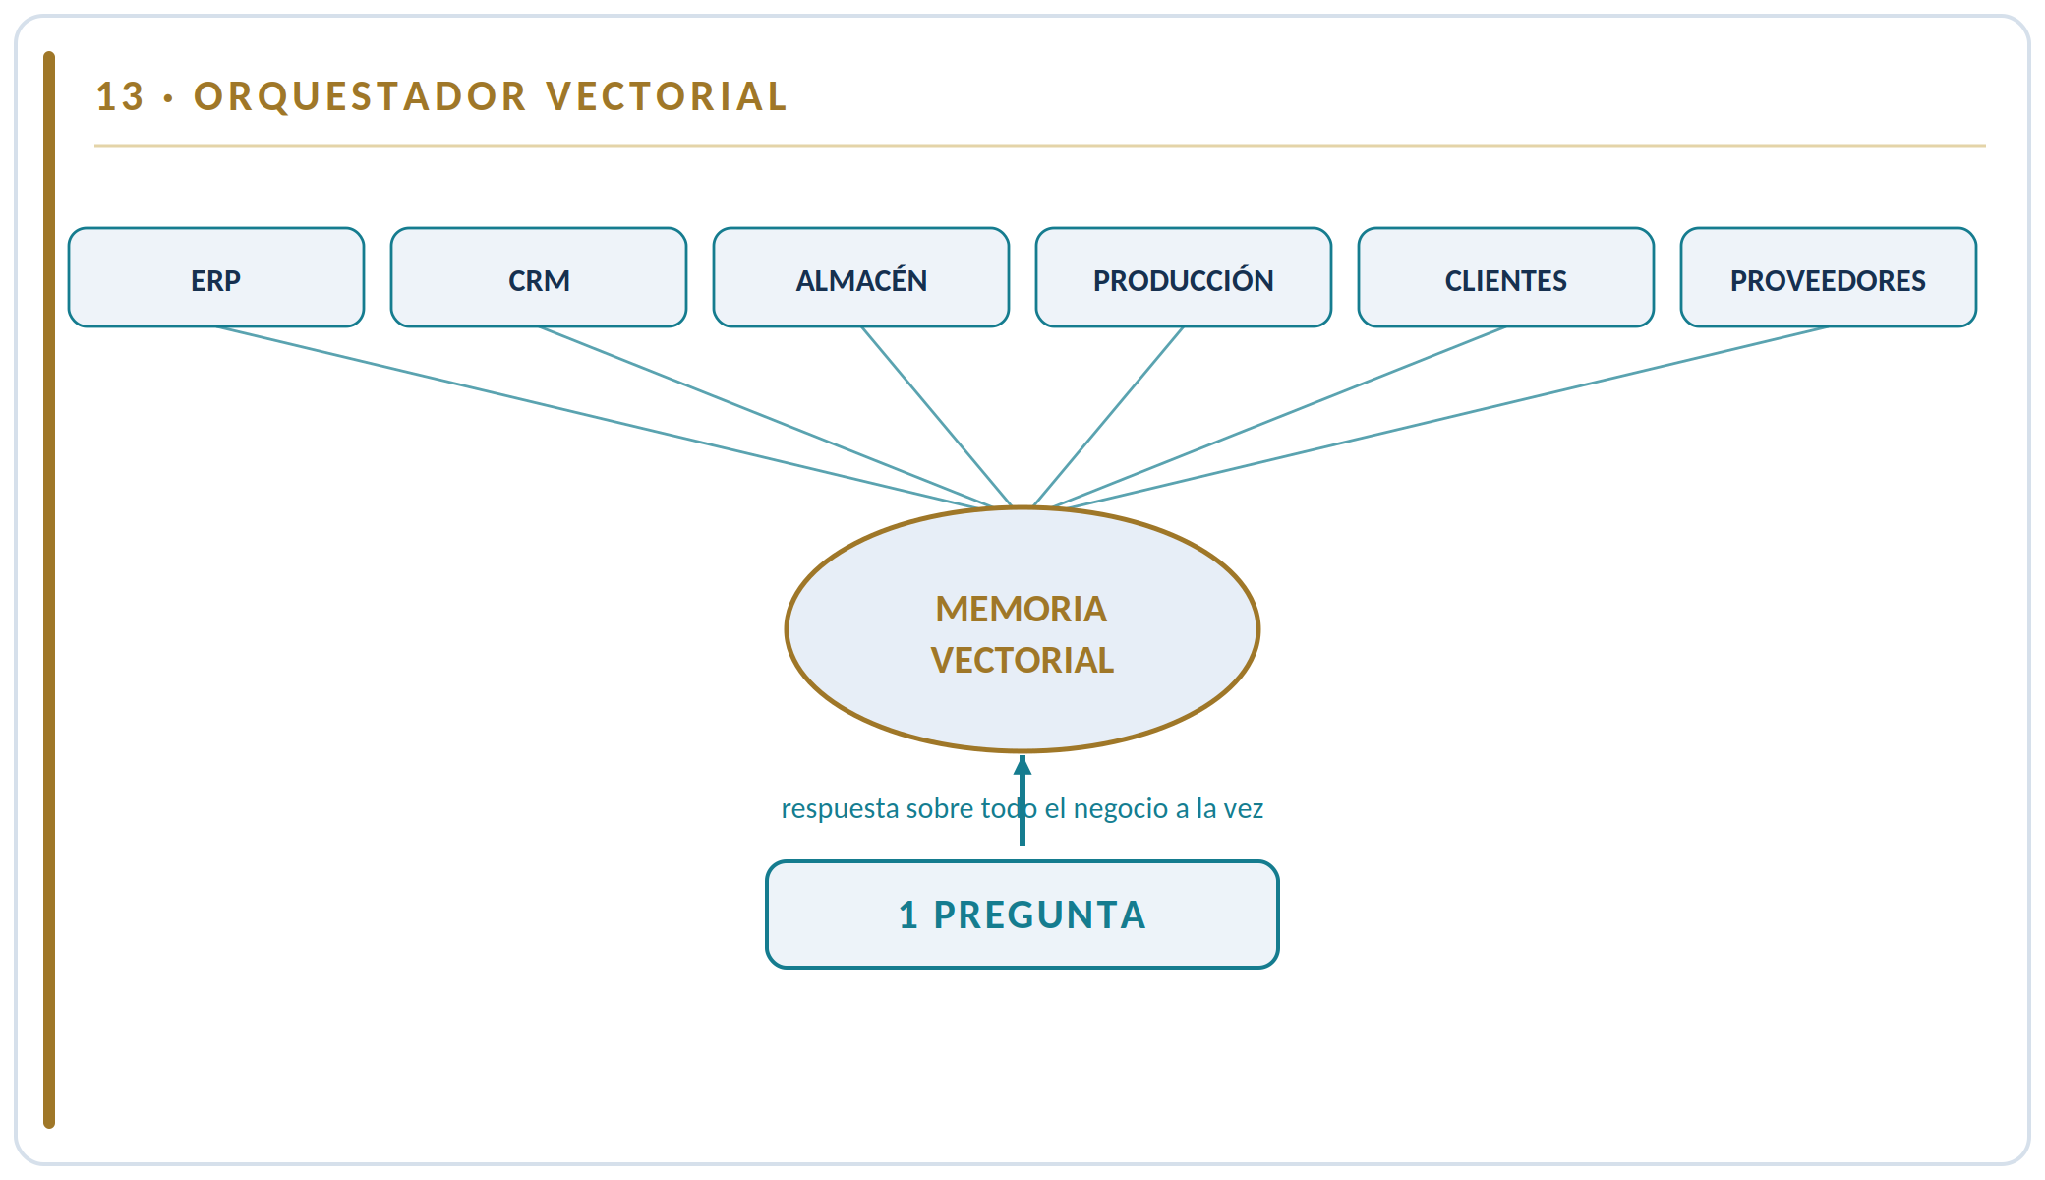 13 · ORQUESTADOR VECTORIAL
ERP
CRM
ALMACÉN
PRODUCCIÓN
CLIENTES
PROVEEDORES
MEMORIA
VECTORIAL
respuesta sobre todo el negocio a la vez
1 PREGUNTA